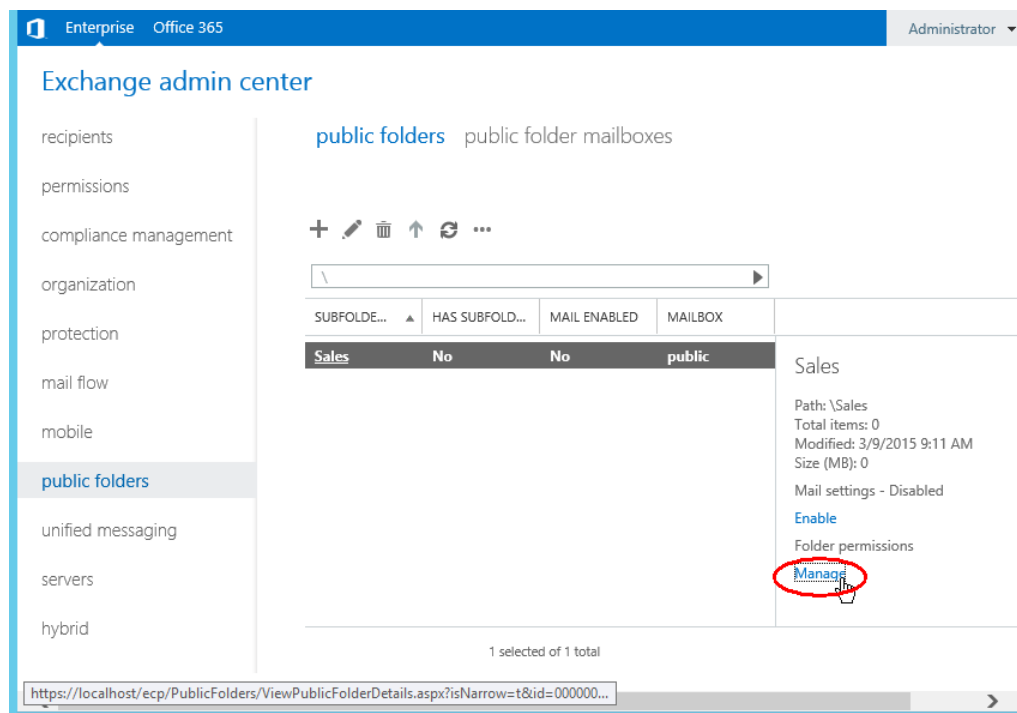 Enterprise Office 365 Administrator
Exchange admin center
recipients
permissions
compliance management
organization
protection
mail flow
mobile
public folders
unified messaging
servers
hybrid
public folders public folder mailboxes
\
SUBFOLDE... HAS SUBFOLD... MAIL ENABLED MAILBOX
Sales No No public
Sales
Path: \Sales
Total items: 0
Modified: 3/9/2015 9:11 AM
Size (MB): 0
Mail settings - Disabled
Enable
Folder permissions
Manage
1 selected of 1 total
https://localhost/ecp/PublicFolders/ViewPublicFolderDetails.aspx?isNarrow=t&id=000000...